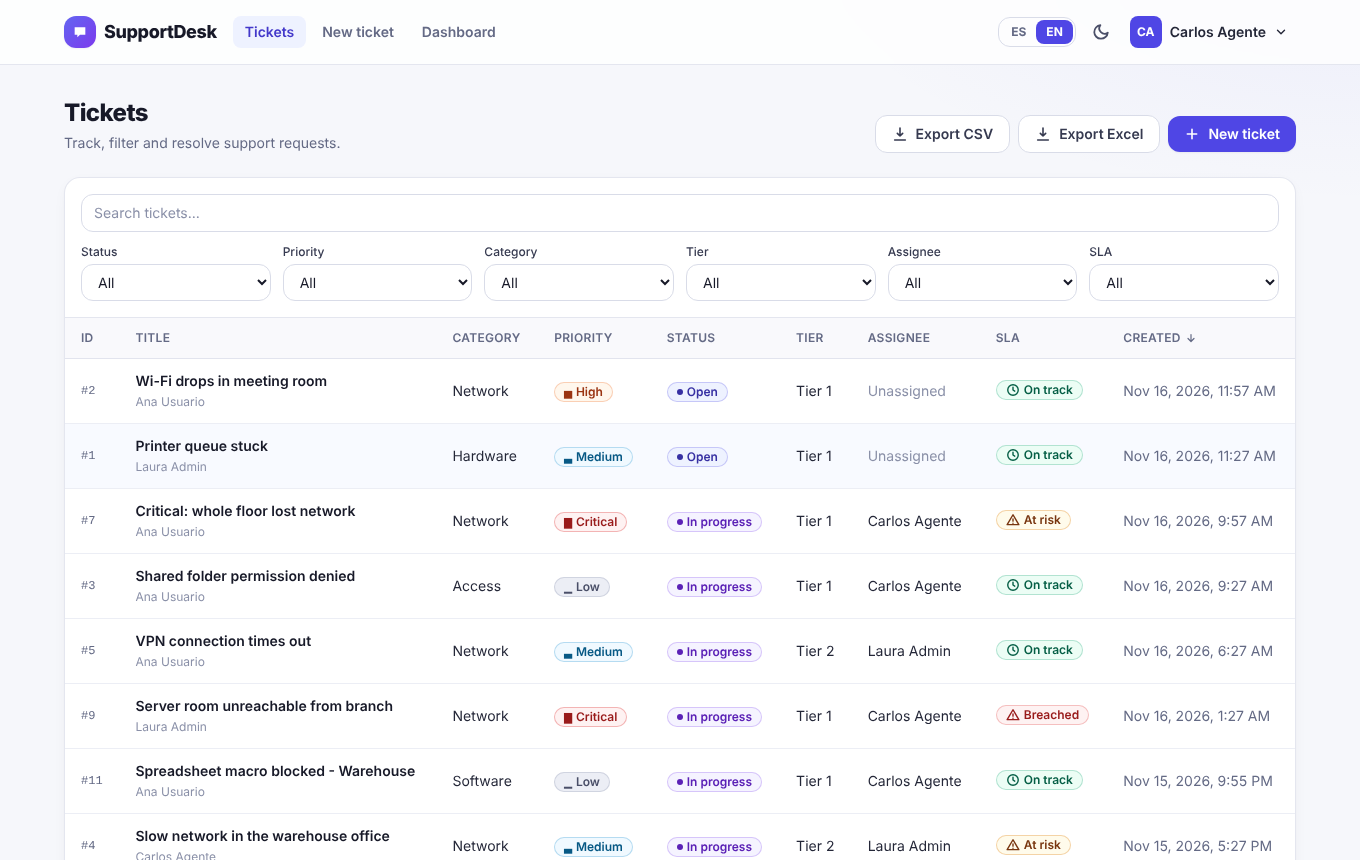 SupportDesk Tickets New ticket Dashboard ES EN CA Carlos Agente
Tickets
Track, filter and resolve support requests.
Export CSV Export Excel New ticket
Search tickets...
Status Priority Category Tier Assignee SLA
All All All All All All
ID TITLE CATEGORY PRIORITY STATUS TIER ASSIGNEE SLA CREATED ↓
#2 Wi-Fi drops in meeting room Network High Open Tier 1 Unassigned On track Nov 16, 2026, 11:57 AM
Ana Usuario
#1 Printer queue stuck Hardware Medium Open Tier 1 Unassigned On track Nov 16, 2026, 11:27 AM
Laura Admin
#7 Critical: whole floor lost network Network Critical In progress Tier 1 Carlos Agente At risk Nov 16, 2026, 9:57 AM
Ana Usuario
#3 Shared folder permission denied Access Low In progress Tier 1 Carlos Agente On track Nov 16, 2026, 9:27 AM
Ana Usuario
#5 VPN connection times out Network Medium In progress Tier 2 Laura Admin On track Nov 16, 2026, 6:27 AM
Ana Usuario
#9 Server room unreachable from branch Network Critical In progress Tier 1 Carlos Agente Breached Nov 16, 2026, 1:27 AM
Laura Admin
#11 Spreadsheet macro blocked - Warehouse Software Low In progress Tier 1 Carlos Agente On track Nov 15, 2026, 9:55 PM
Ana Usuario
#4 Slow network in the warehouse office Network Medium In progress Tier 2 Laura Admin At risk Nov 15, 2026, 5:27 PM
Carlos Agente